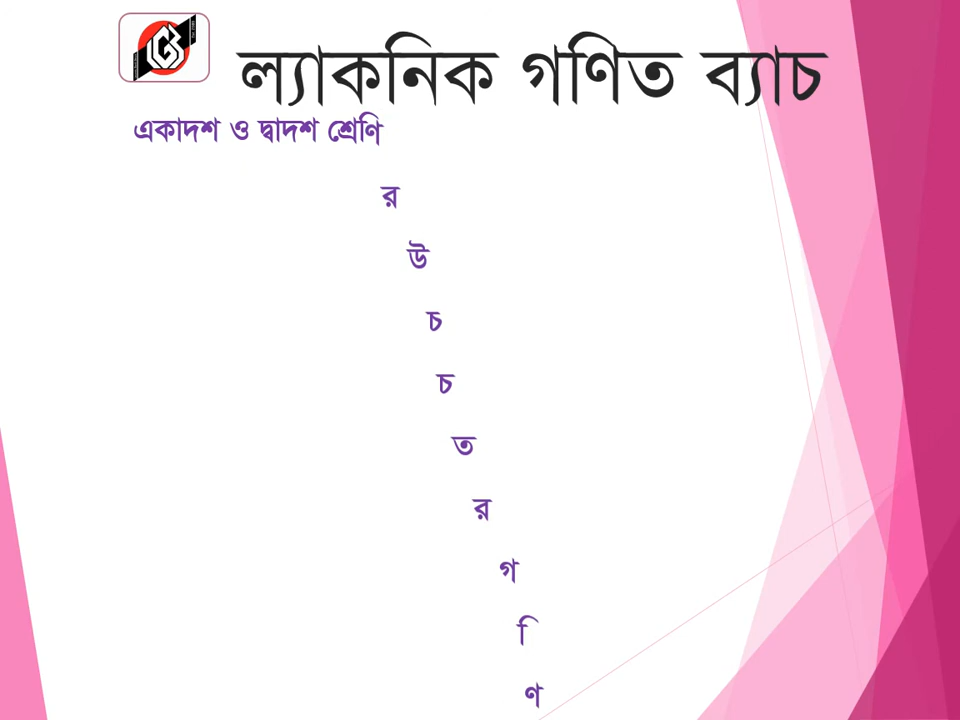 ল্যাকনিক গণিত ব্যাচ
একাদশ ও দ্বাদশ শ্রেণি
র
উ
চ
চ
ত
র
গ
ি
ণ